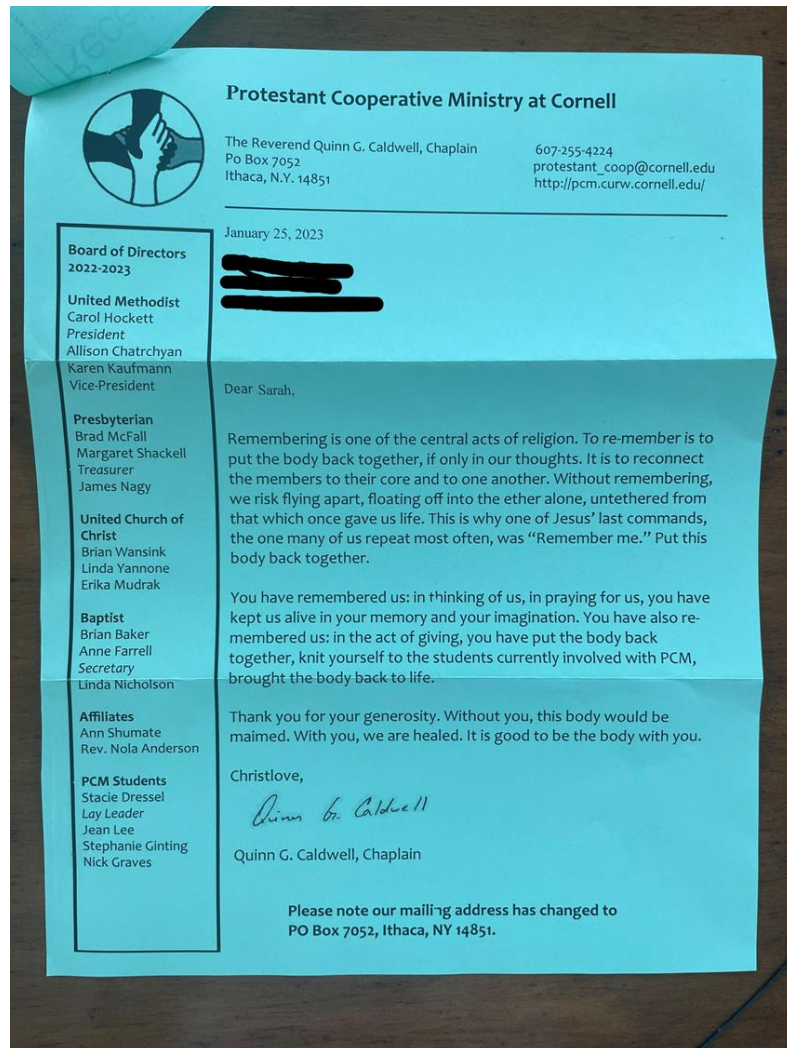 Protestant Cooperative Ministry at Cornell
The Reverend Quinn G. Caldwell, Chaplain
Po Box 7052
Ithaca, N.Y. 14851
607-255-4224
protestant_coop@cornell.edu
http://pcm.curw.cornell.edu/
Board of Directors
2022-2023
United Methodist
Carol Hockett
President
Allison Chatrchyan
Karen Kaufmann
Vice-President
Presbyterian
Brad McFall
Margaret Shackell
Treasurer
James Nagy
United Church of
Christ
Brian Wansink
Linda Yannone
Erika Mudrak
Baptist
Brian Baker
Anne Farrell
Secretary
Linda Nicholson
Affiliates
Ann Shumate
Rev. Nola Anderson
PCM Students
Stacie Dressel
Lay Leader
Jean Lee
Stephanie Ginting
Nick Graves
January 25, 2023
Dear Sarah,
Remembering is one of the central acts of religion. To re-member is to
put the body back together, if only in our thoughts. It is to reconnect
the members to their core and to one another. Without remembering,
we risk flying apart, floating off into the ether alone, untethered from
that which once gave us life. This is why one of Jesus’ last commands,
the one many of us repeat most often, was “Remember me.” Put this
body back together.
You have remembered us: in thinking of us, in praying for us, you have
kept us alive in your memory and your imagination. You have also re-
membered us: in the act of giving, you have put the body back
together, knit yourself to the students currently involved with PCM,
brought the body back to life.
Thank you for your generosity. Without you, this body would be
maimed. With you, we are healed. It is good to be the body with you.
Christlove,
Quinn G. Caldwell
Quinn G. Caldwell, Chaplain
Please note our mailing address has changed to
PO Box 7052, Ithaca, NY 14851.